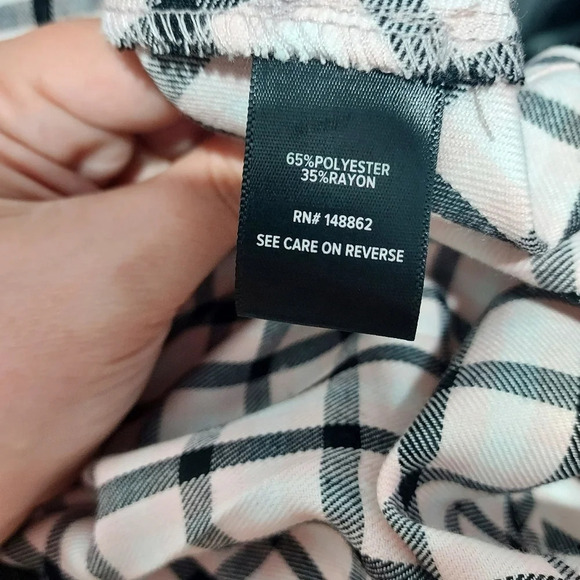 65%POLYESTER
35%RAYON
RN# 148862
SEE CARE ON REVERSE